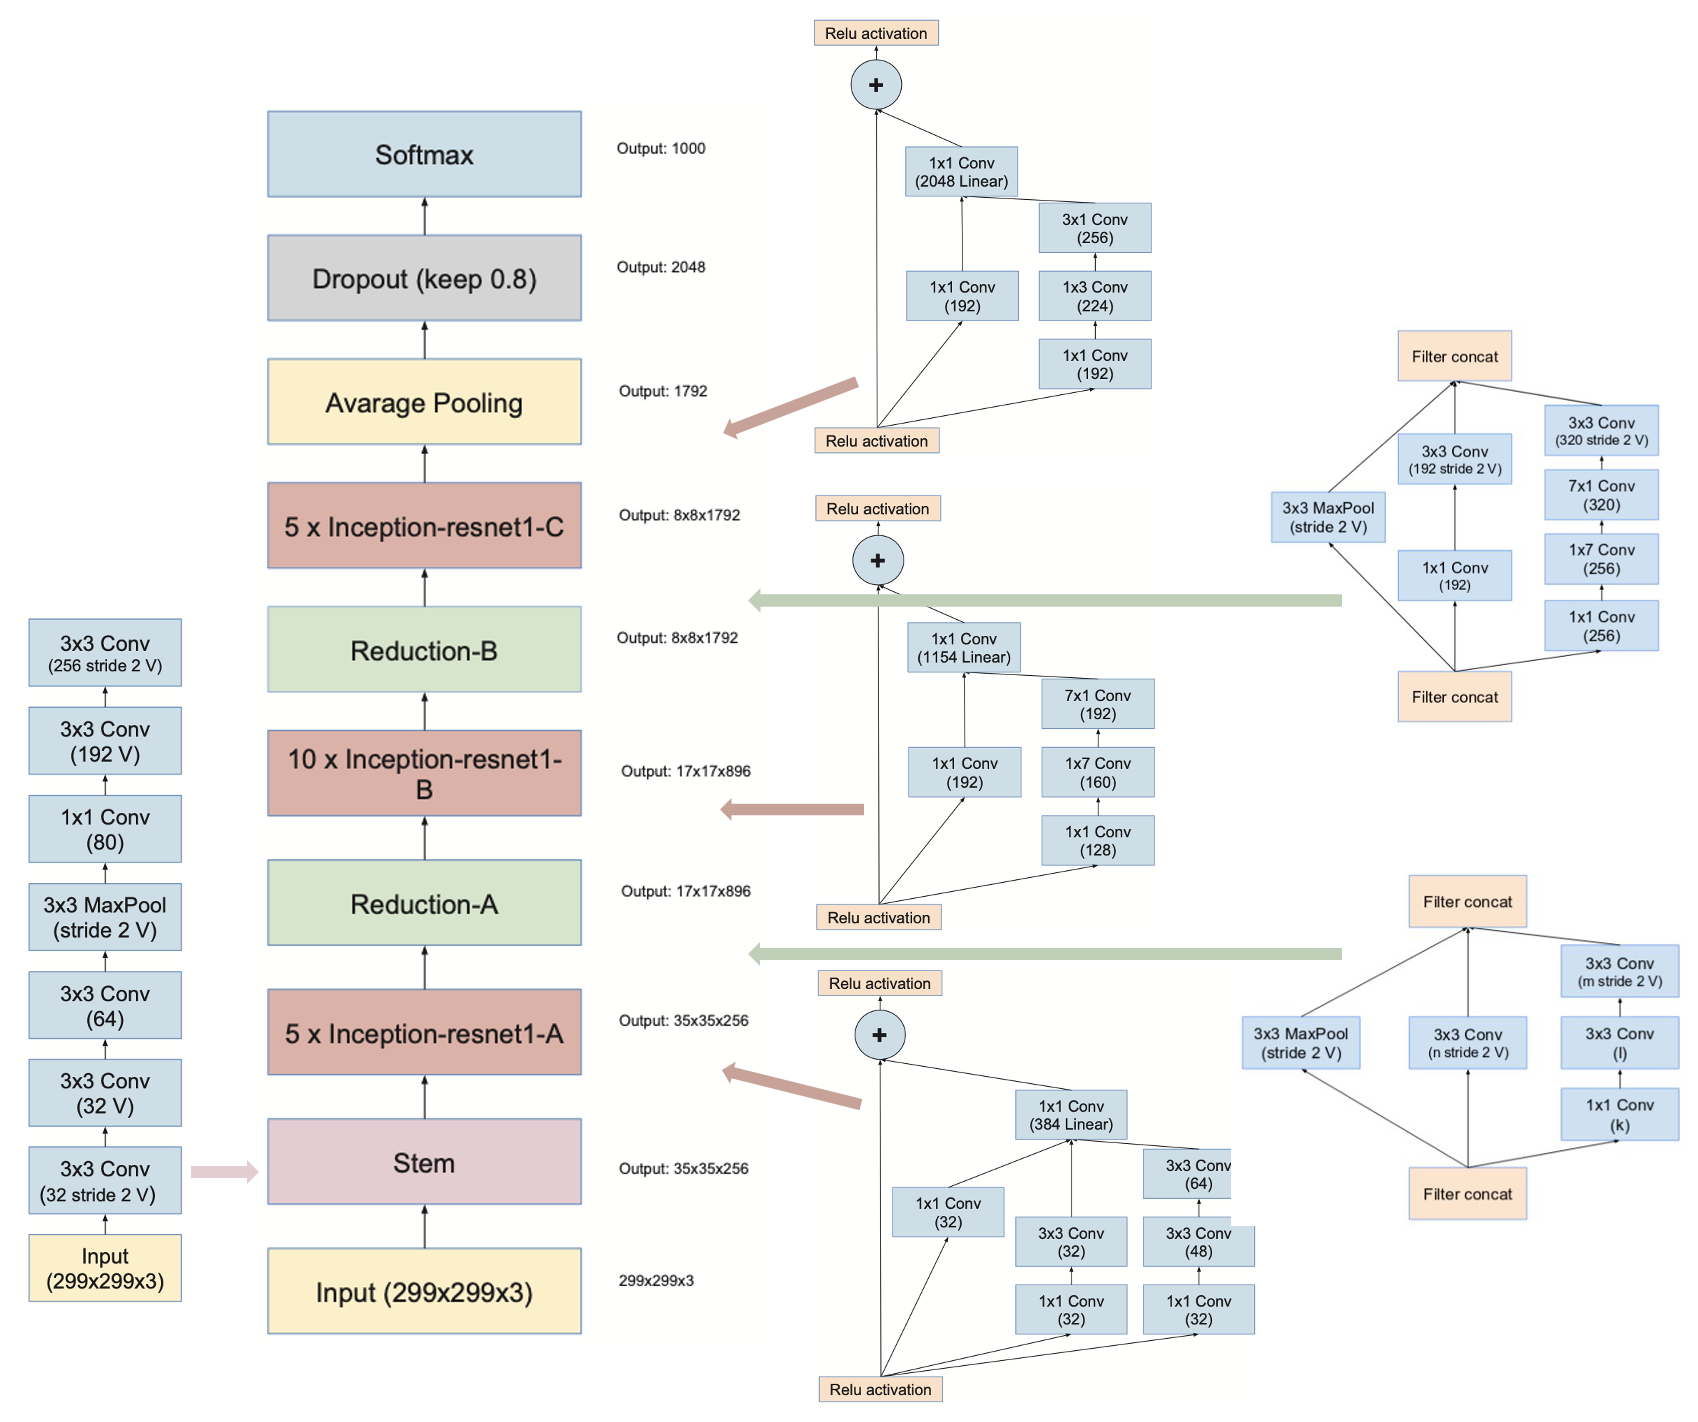 3x3 Conv
(256 stride 2 V)
3x3 Conv
(192 V)
1x1 Conv
(80)
3x3 MaxPool
(stride 2 V)
3x3 Conv
(64)
3x3 Conv
(32 V)
3x3 Conv
(32 stride 2 V)
Input
(299x299x3)
Softmax
Dropout (keep 0.8)
Avarage Pooling
5 x Inception-resnet1-C
Reduction-B
10 x Inception-resnet1-
B
Reduction-A
5 x Inception-resnet1-A
Stem
Input (299x299x3)
Output: 1000
Output: 2048
Output: 1792
Output: 8x8x1792
Output: 8x8x1792
Output: 17x17x896
Output: 17x17x896
Output: 35x35x256
Output: 35x35x256
299x299x3
Relu activation
+
1x1 Conv
(2048 Linear)
3x1 Conv
(256)
1x1 Conv
(192)
1x3 Conv
(224)
1x1 Conv
(192)
Relu activation
Relu activation
+
1x1 Conv
(1154 Linear)
7x1 Conv
(192)
1x1 Conv
(192)
1x7 Conv
(160)
1x1 Conv
(128)
Relu activation
Relu activation
+
1x1 Conv
(384 Linear)
3x3 Conv
(64)
1x1 Conv
(32)
3x3 Conv
(32)
3x3 Conv
(48)
1x1 Conv
(32)
1x1 Conv
(32)
Relu activation
Filter concat
3x3 Conv
(320 stride 2 V)
3x3 Conv
(192 stride 2 V)
7x1 Conv
(320)
3x3 MaxPool
(stride 2 V)
1x7 Conv
(256)
1x1 Conv
(192)
1x1 Conv
(256)
Filter concat
Filter concat
3x3 Conv
(m stride 2 V)
3x3 MaxPool
(stride 2 V)
3x3 Conv
(n stride 2 V)
3x3 Conv
(l)
1x1 Conv
(k)
Filter concat